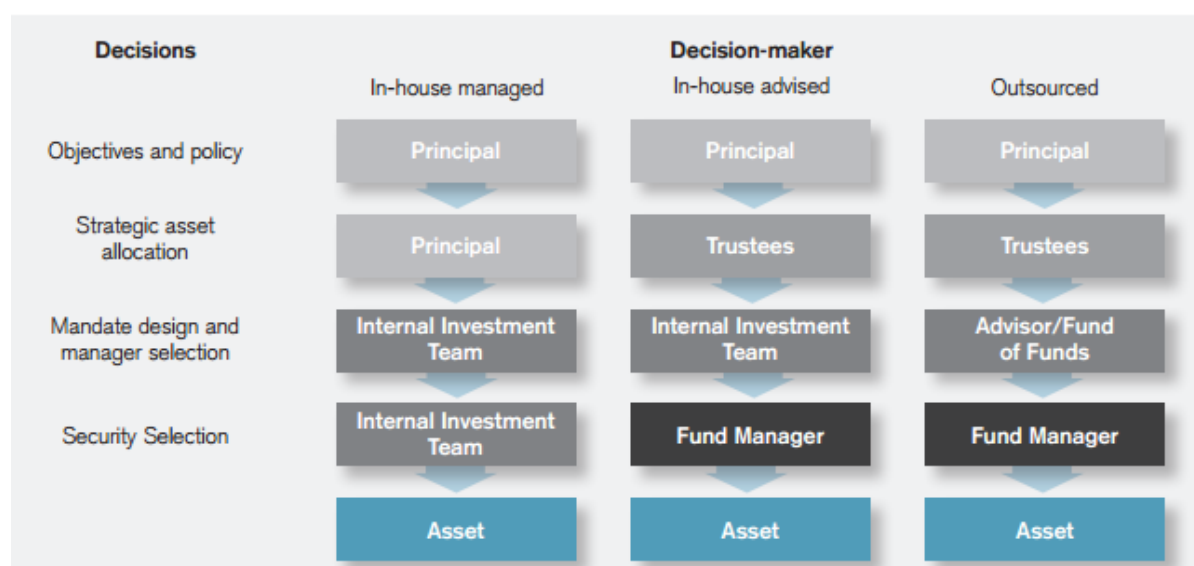 Decisions
Decision-maker
In-house managed
In-house advised
Outsourced
Objectives and policy
Principal
Principal
Principal
Strategic asset
allocation
Principal
Trustees
Trustees
Mandate design and
manager selection
Internal Investment
Team
Internal Investment
Team
Advisor/Fund
of Funds
Security Selection
Internal Investment
Team
Fund Manager
Fund Manager
Asset
Asset
Asset